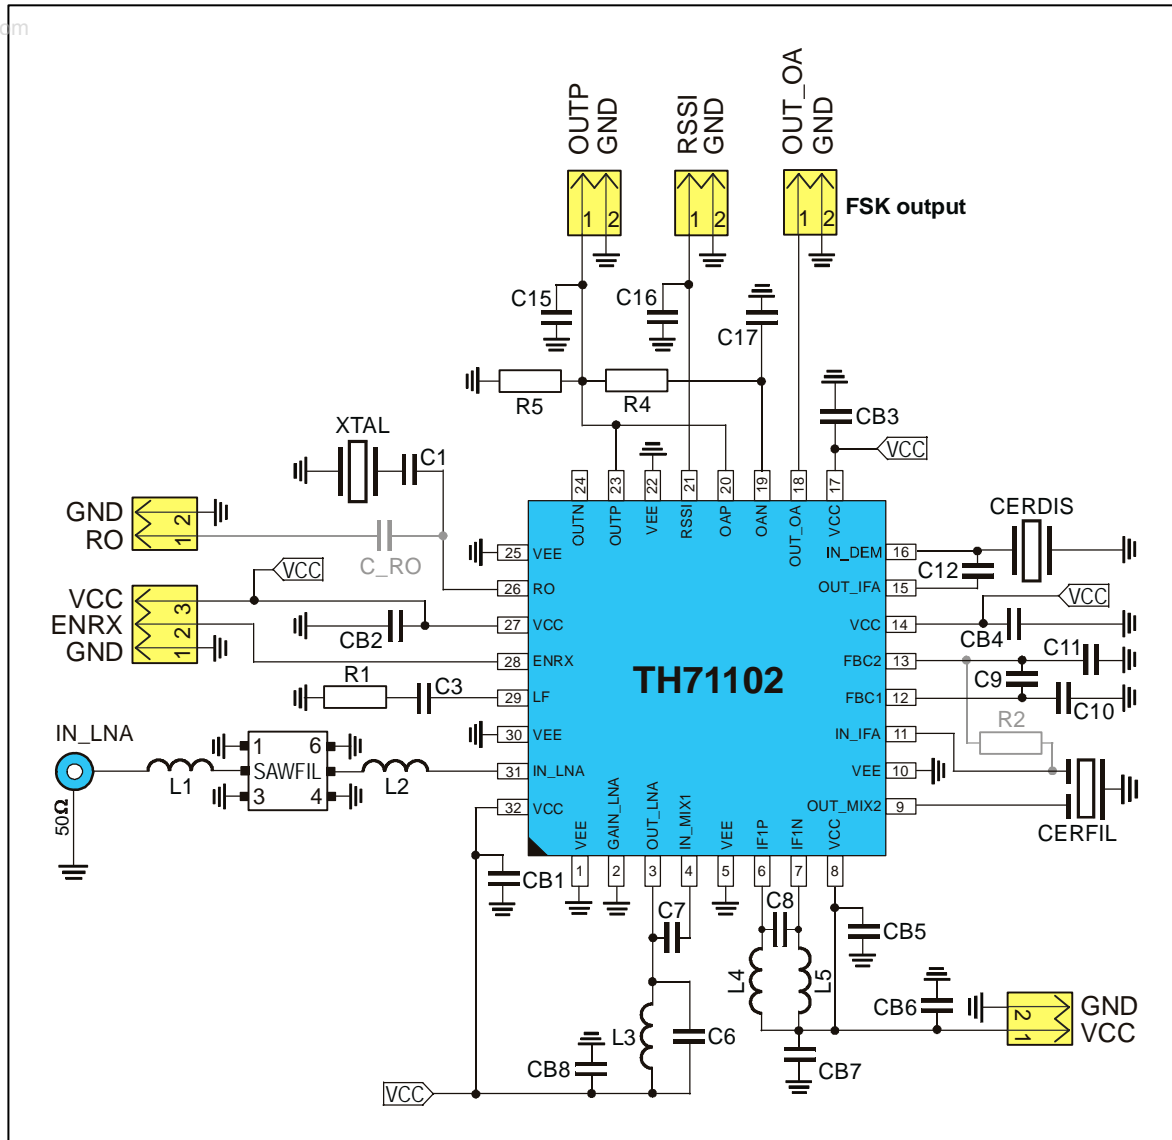 om
OUTP
GND
RSSI
GND
OUT_OA
GND
1 2
1 2
1 2
FSK output
C15
C16
C17
R5
R4
CB3
VCC
XTAL
C1
24 23 22 21 20 19 18 17
OUTN OUTP VEE RSSI OAP OAN OUT_OA VCC
GND 2
RO 1
C_RO
VCC
VCC 3
ENRX 2
GND 1
CB2
R1
C3
IN_LNA
50Ω
L1
1 6
SAWFIL
3 4
L2
25 VEE
26 RO
27 VCC
28 ENRX
29 LF
30 VEE
31 IN_LNA
32 VCC
TH71102
IN_DEM 16
OUT_IFA 15
VCC 14
FBC2 13
FBC1 12
IN_IFA 11
VEE 10
OUT_MIX2 9
CERDIS
C12
VCC
CB4
C11
C9
C10
R2
CERFIL
VEE GAIN_LNA OUT_LNA IN_MIX1 VEE IF1P IF1N VCC
1 2 3 4 5 6 7 8
CB1
C7
C8
CB5
L4
L5
CB6
2 GND
1 VCC
L3
C6
CB8
CB7
VCC